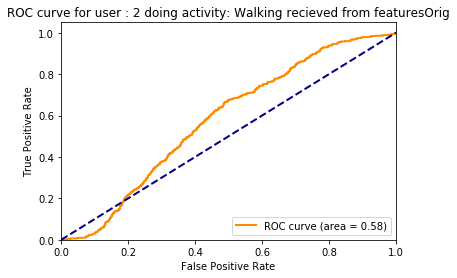 ROC curve for user : 2 doing activity: Walking recieved from featuresOrig
1.0
0.8
0.6
0.4
0.2
0.0
True Positive Rate
ROC curve (area = 0.58)
0.0 0.2 0.4 0.6 0.8 1.0
False Positive Rate